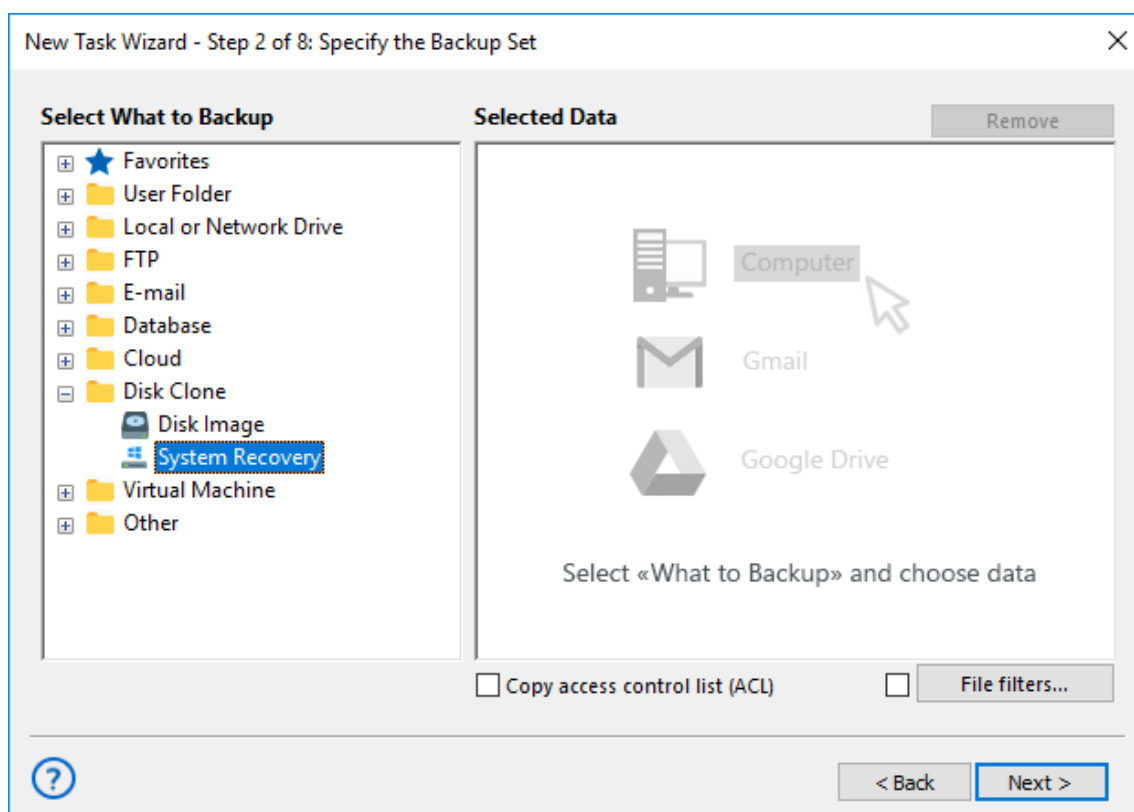 New Task Wizard - Step 2 of 8: Specify the Backup Set
Select What to Backup
Selected Data
Remove
Favorites
User Folder
Local or Network Drive
FTP
E-mail
Database
Cloud
Disk Clone
Disk Image
System Recovery
Virtual Machine
Other
Computer
Gmail
Google Drive
Select «What to Backup» and choose data
Copy access control list (ACL)
File filters...
?
< Back
Next >